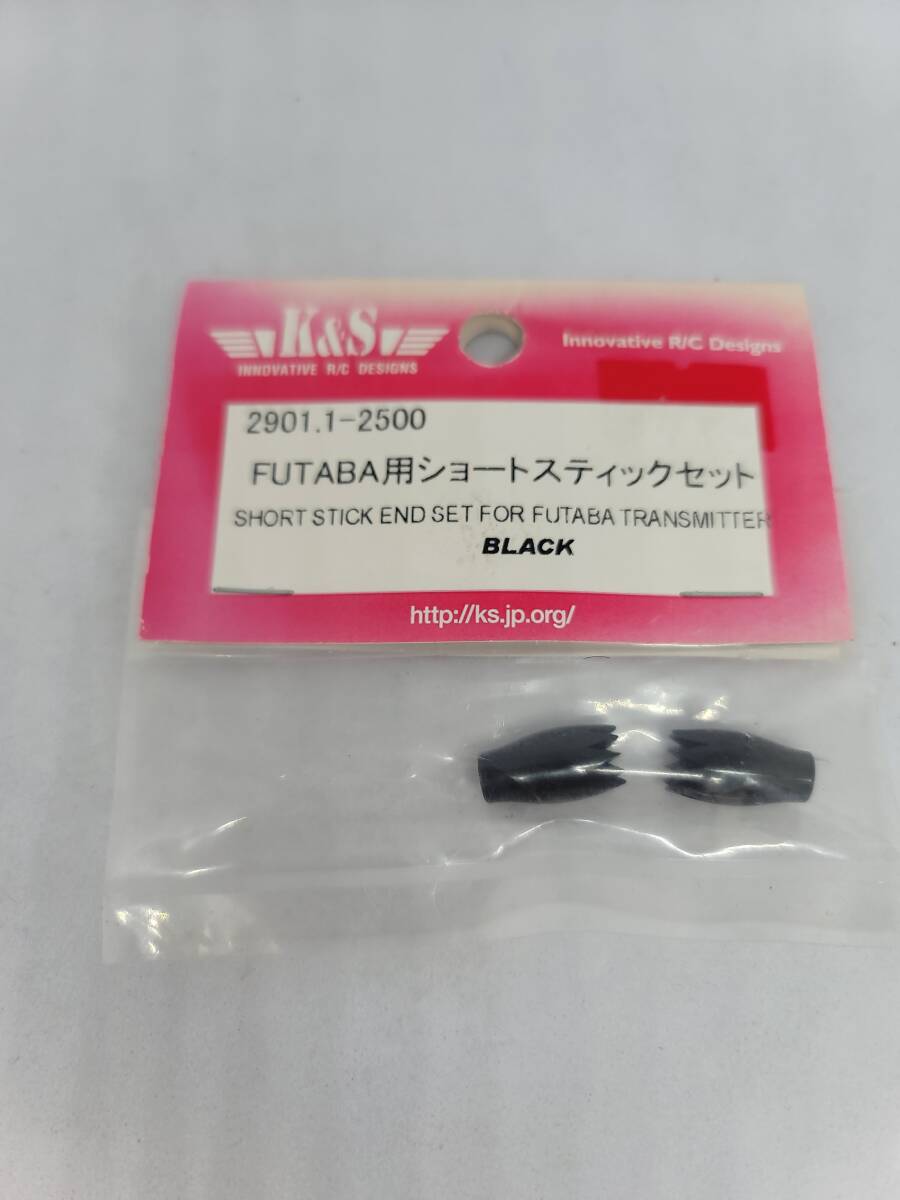 K&S
INNOVATIVE R/C DESIGNS
Innovative R/C Designs
2901.1-2500
FUTABA用ショートスティックセット
SHORT STICK END SET FOR FUTABA TRANSMITTER
BLACK
http://ks.jp.org/